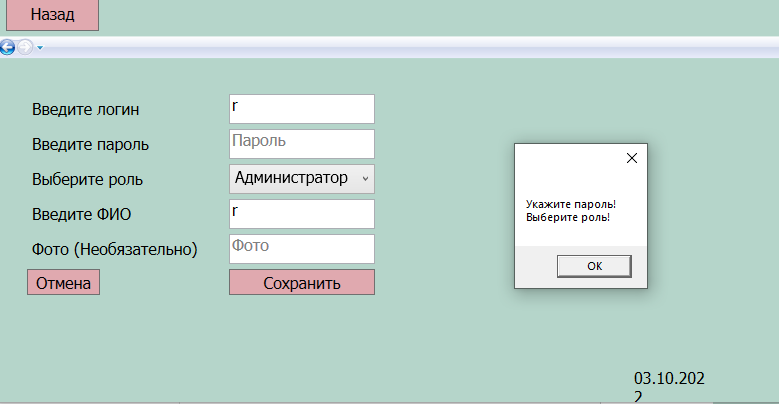 Назад
Введите логин
r
Введите пароль
Пароль
Выберите роль
Администратор
Введите ФИО
r
Фото (Необязательно)
Фото
Отмена
Сохранить
Укажите пароль!
Выберите роль!
OK
03.10.202
2